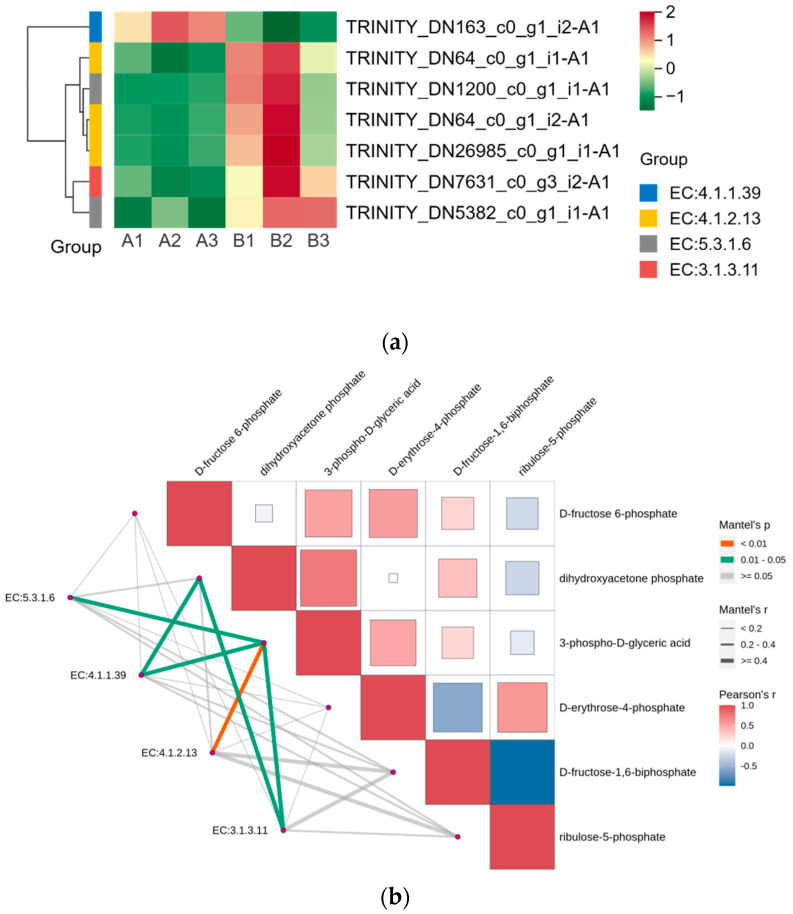 TRINITY_DN163_c0_g1_i2-A1
TRINITY_DN64_c0_g1_i1-A1
TRINITY_DN1200_c0_g1_i1-A1
TRINITY_DN64_c0_g1_i2-A1
TRINITY_DN26985_c0_g1_i1-A1
TRINITY_DN7631_c0_g3_i2-A1
TRINITY_DN5382_c0_g1_i1-A1
Group A1 A2 A3 B1 B2 B3
2
1
0
−1
Group
EC:4.1.1.39
EC:4.1.2.13
EC:5.3.1.6
EC:3.1.3.11
(a)
D-fructose 6-phosphate
dihydroxyacetone phosphate
3-phospho-D-glyceric acid
D-erythrose-4-phosphate
D-fructose-1,6-biphosphate
ribulose-5-phosphate
D-fructose 6-phosphate
dihydroxyacetone phosphate
3-phospho-D-glyceric acid
D-erythrose-4-phosphate
D-fructose-1,6-biphosphate
ribulose-5-phosphate
EC:5.3.1.6
EC:4.1.1.39
EC:4.1.2.13
EC:3.1.3.11
Mantel's p
< 0.01
0.01 - 0.05
>= 0.05
Mantel's r
< 0.2
0.2 - 0.4
>= 0.4
Pearson's r
1.0
0.5
0.0
-0.5
(b)